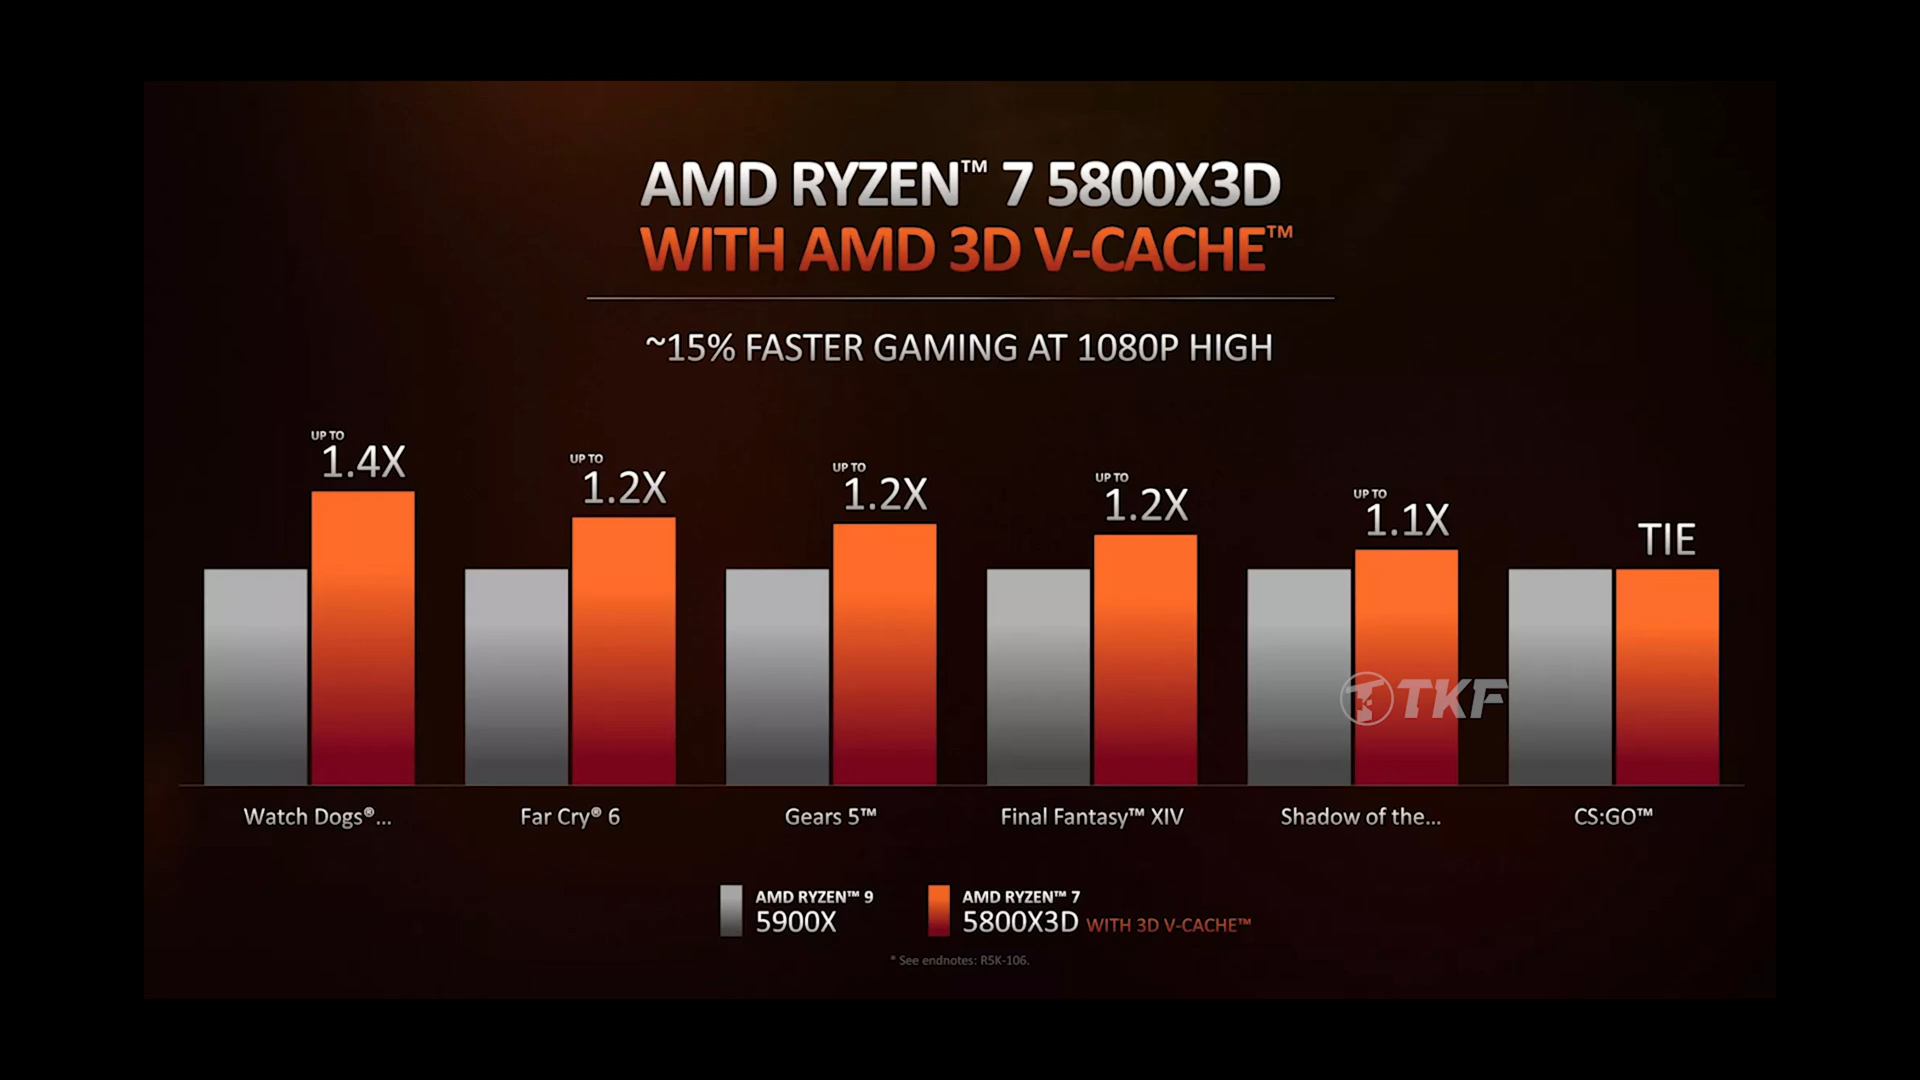 AMD RYZEN™ 7 5800X3D
WITH AMD 3D V-CACHE™
~15% FASTER GAMING AT 1080P HIGH
UP TO
1.4X
UP TO
1.2X
UP TO
1.2X
UP TO
1.2X
UP TO
1.1X
TIE
TKF
Watch Dogs®...
Far Cry® 6
Gears 5™
Final Fantasy™ XIV
Shadow of the...
CS:GO™
AMD RYZEN™ 9
5900X
AMD RYZEN™ 7
5800X3D WITH 3D V-CACHE™
* See endnotes: R5K-106.